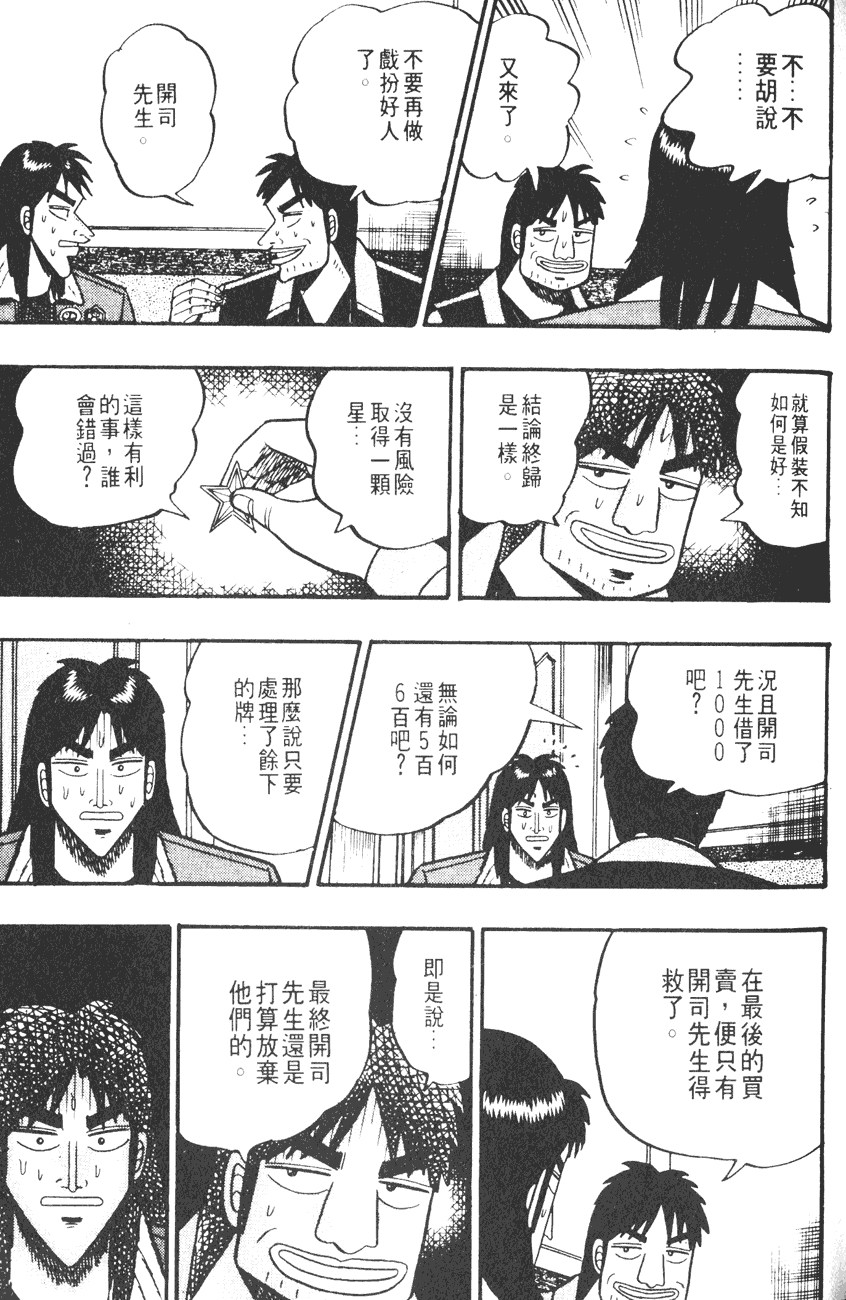 不…不
要胡說
……
又來了。
不要再做
戲扮好人
了。
開司
先生。
就算假裝不知
如何是好…
結論終歸
是一樣。
沒有風險
取得一顆
星…
這樣有利
的事，誰
會錯過？
況且開司
先生借了
1000
吧？
無論如何
還有5百
6百吧？
那麼說只要
處理了餘下
的牌…
在最後的買
賣，便只有
開司先生得
救了。
即是說…
最終開司
先生還是
打算放棄
他們的。